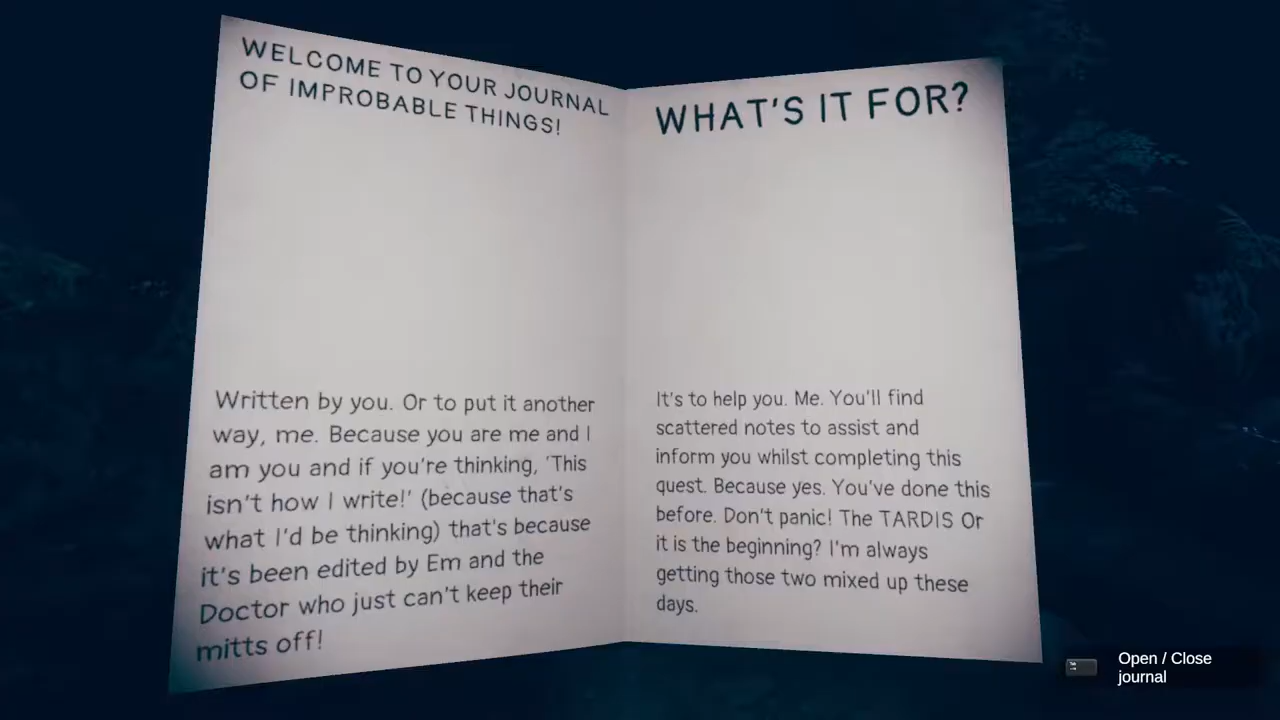 WELCOME TO YOUR JOURNAL
OF IMPROBABLE THINGS!
Written by you. Or to put it another
way, me. Because you are me and I
am you and if you're thinking, 'This
isn't how I write!' (because that's
what I'd be thinking) that's because
it's been edited by Em and the
Doctor who just can't keep their
mitts off!
WHAT'S IT FOR?
It's to help you. Me. You'll find
scattered notes to assist and
inform you whilst completing this
quest. Because yes. You've done this
before. Don't panic! The TARDIS Or
it is the beginning? I'm always
getting those two mixed up these
days.
Tab
Open / Close
journal